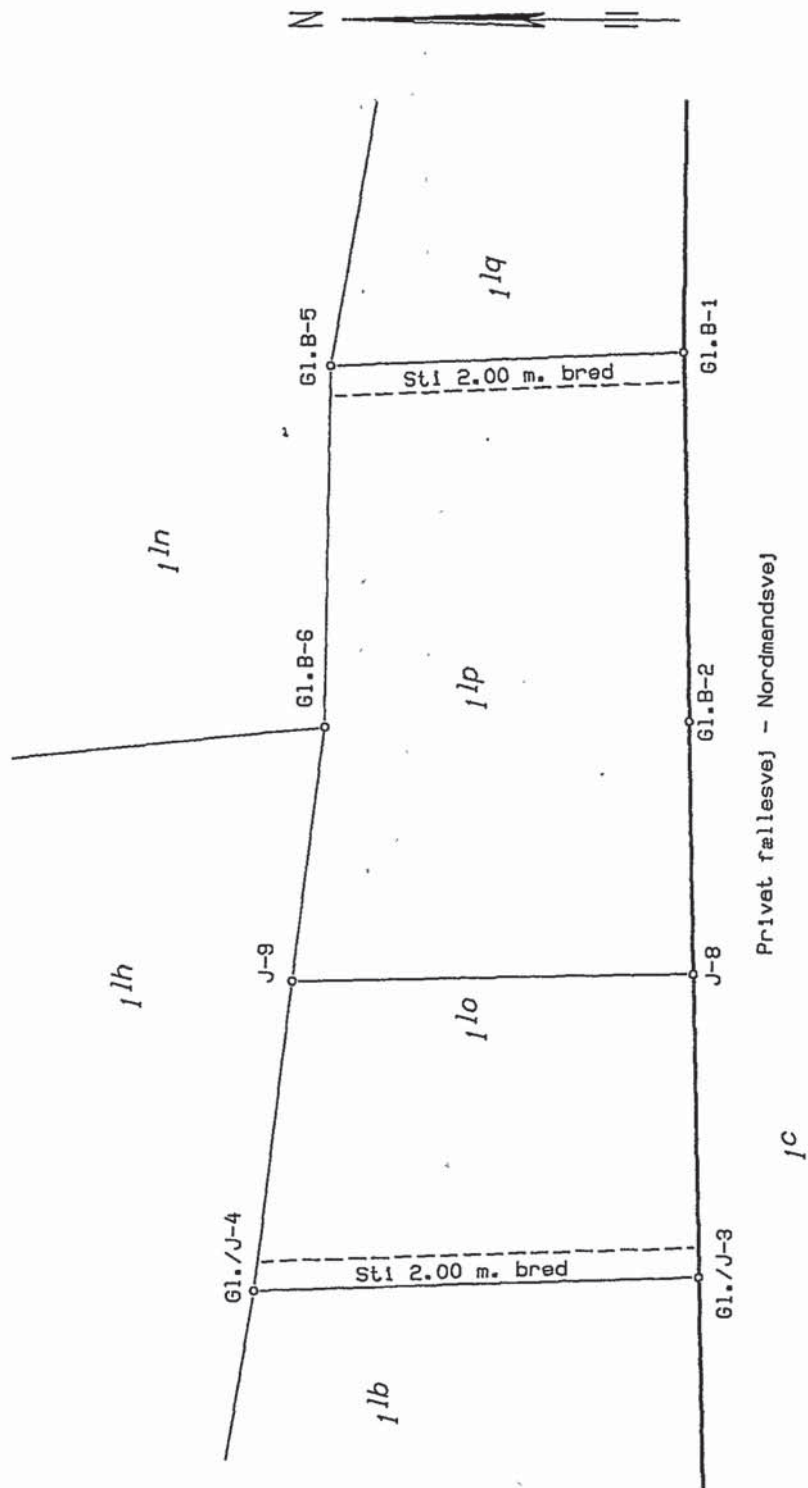 N
1lh
1ln
Gl./J-4
J-9
Gl.B-6
Gl.B-5
1lb
Sti 2.00 m. bred
1lo
1lp
Sti 2.00 m. bred
1lq
Gl./J-3
J-8
Gl.B-2
Gl.B-1
Privat fællesvej - Nordmandsvej
1c